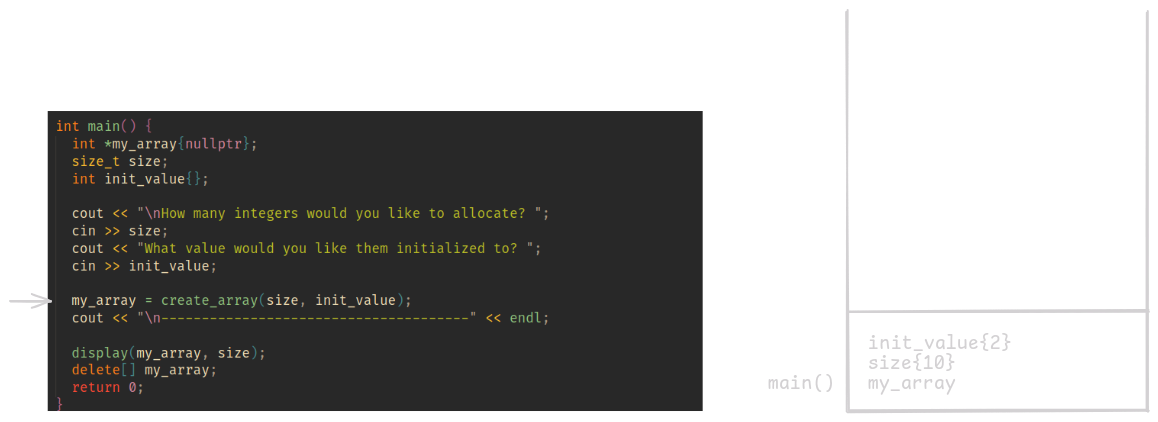 int main() {
int *my_array{nullptr};
size_t size;
int init_value{};
cout << "\nHow many integers would you like to allocate? ";
cin >> size;
cout << "What value would you like them initialized to? ";
cin >> init_value;
my_array = create_array(size, init_value);
cout << "\n--------------------------------------" << endl;
display(my_array, size);
delete[] my_array;
return 0;
}
init_value{2}
size{10}
main() my_array